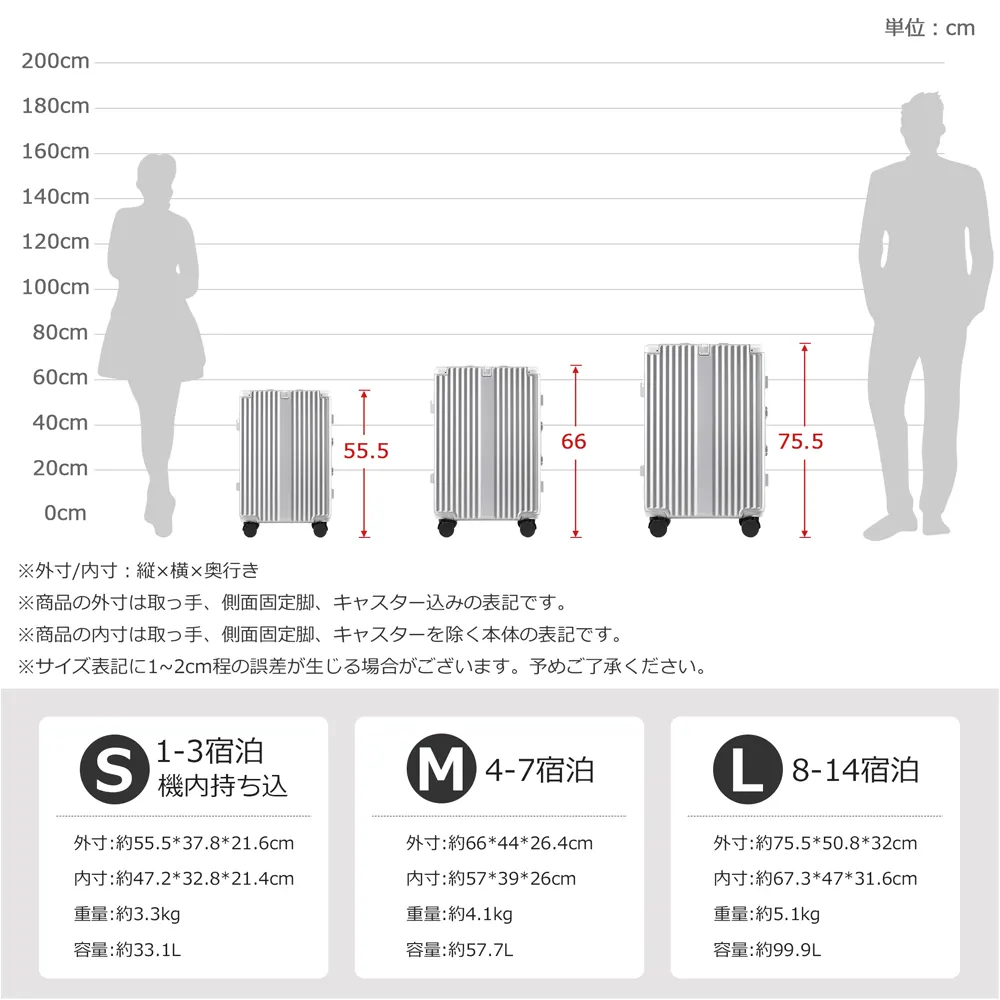 単位：cm
200cm
180cm
160cm
140cm
120cm
100cm
80cm
60cm
40cm
20cm
0cm
55.5
66
75.5
※外寸/内寸：縦×横×奥行き
※商品の外寸は取っ手、側面固定脚、キャスター込みの表記です。
※商品の内寸は取っ手、側面固定脚、キャスターを除く本体の表記です。
※サイズ表記に1~2cm程の誤差が生じる場合がございます。予めご了承ください。
S
1-3宿泊
機内持ち込
外寸:約55.5*37.8*21.6cm
内寸:約47.2*32.8*21.4cm
重量:約3.3kg
容量:約33.1L
M
4-7宿泊
外寸:約66*44*26.4cm
内寸:約57*39*26cm
重量:約4.1kg
容量:約57.7L
L
8-14宿泊
外寸:約75.5*50.8*32cm
内寸:約67.3*47*31.6cm
重量:約5.1kg
容量:約99.9L